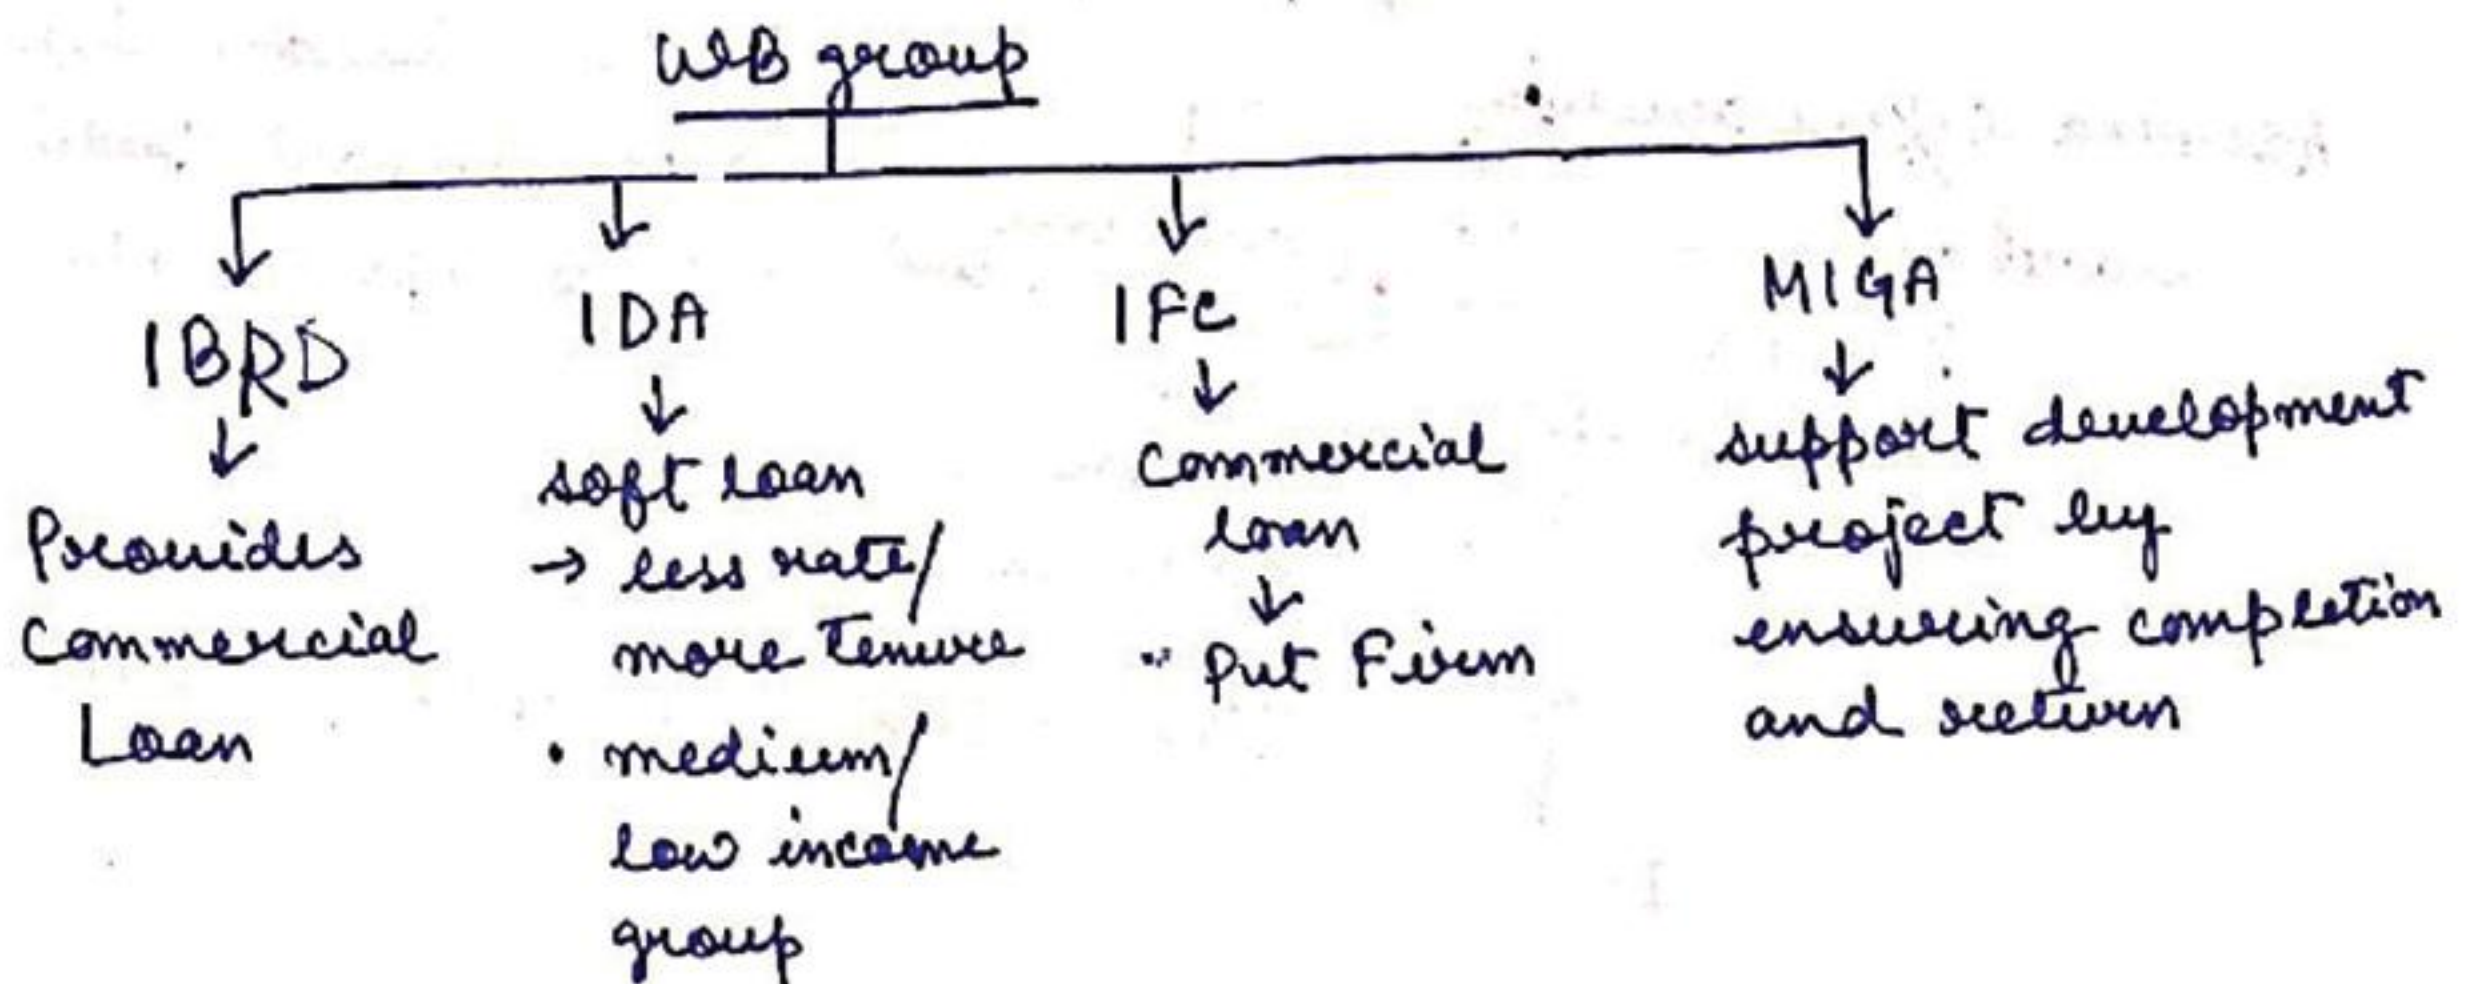 WB group
IBRD
Provides
Commercial
Loan
IDA
soft loan
→ less rate/
more tenure
• medium/
low income
group
IFC
Commercial
loan
Put Firm
MIGA
support development
project by
ensuring completion
and return